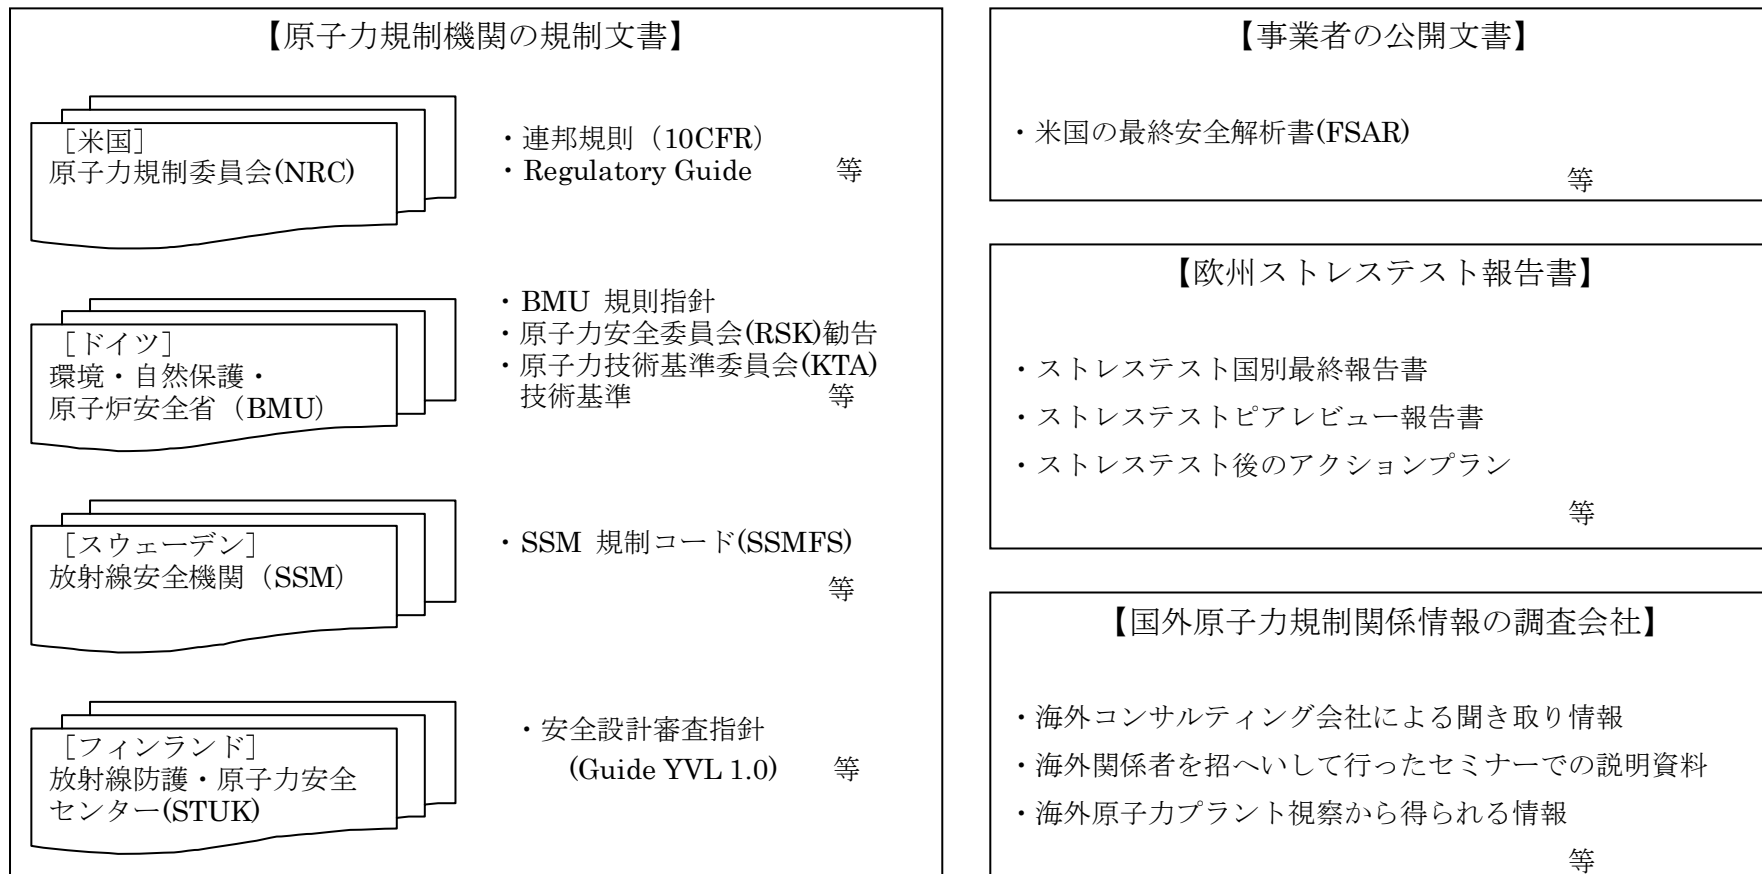 【原子力規制機関の規制文書】
［米国］
原子力規制委員会(NRC)
・連邦規則（10CFR）
・Regulatory Guide 等
［ドイツ］
環境・自然保護・
原子炉安全省（BMU）
・BMU 規則指針
・原子力安全委員会(RSK)勧告
・原子力技術基準委員会(KTA)
技術基準 等
［スウェーデン］
放射線安全機関（SSM）
・SSM 規制コード(SSMFS)
等
［フィンランド］
放射線防護・原子力安全
センター(STUK)
・安全設計審査指針
(Guide YVL 1.0) 等
【事業者の公開文書】
・米国の最終安全解析書(FSAR)
等
【欧州ストレステスト報告書】
・ストレステスト国別最終報告書
・ストレステストピアレビュー報告書
・ストレステスト後のアクションプラン
等
【国外原子力規制関係情報の調査会社】
・海外コンサルティング会社による聞き取り情報
・海外関係者を招へいして行ったセミナーでの説明資料
・海外原子力プラント視察から得られる情報
等